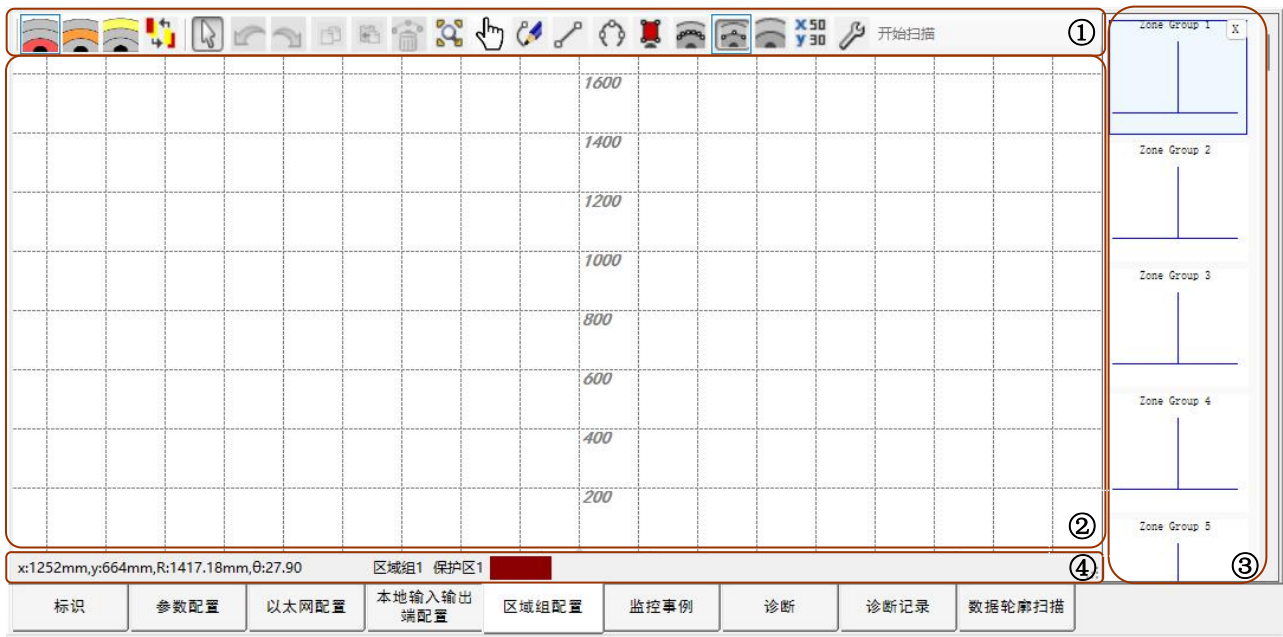 X 50
Y 30
开始扫描
①
Zone Group 1
X
1600
1400
1200
1000
800
600
400
200
②
Zone Group 2
Zone Group 3
Zone Group 4
Zone Group 5
③
x:1252mm,y:664mm,R:1417.18mm,θ:27.90
区域组1 保护区1
④
标识
参数配置
以太网配置
本地输入输出
端配置
区域组配置
监控事例
诊断
诊断记录
数据轮廓扫描